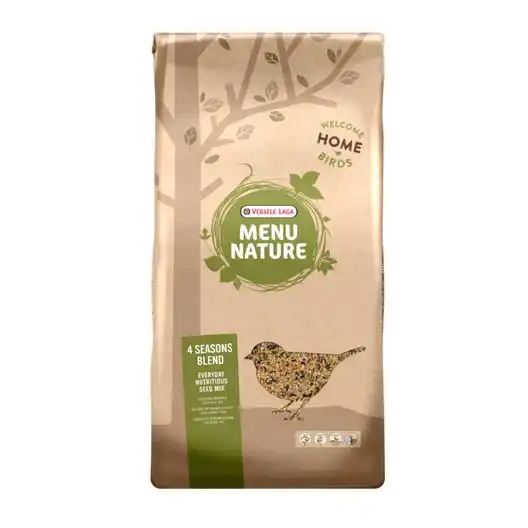 WELCOME
HOME
BIRDS
VERSELE-LAGA
MENU
NATURE
4 SEASONS
BLEND
EVERYDAY
NUTRITIOUS
SEED MIX